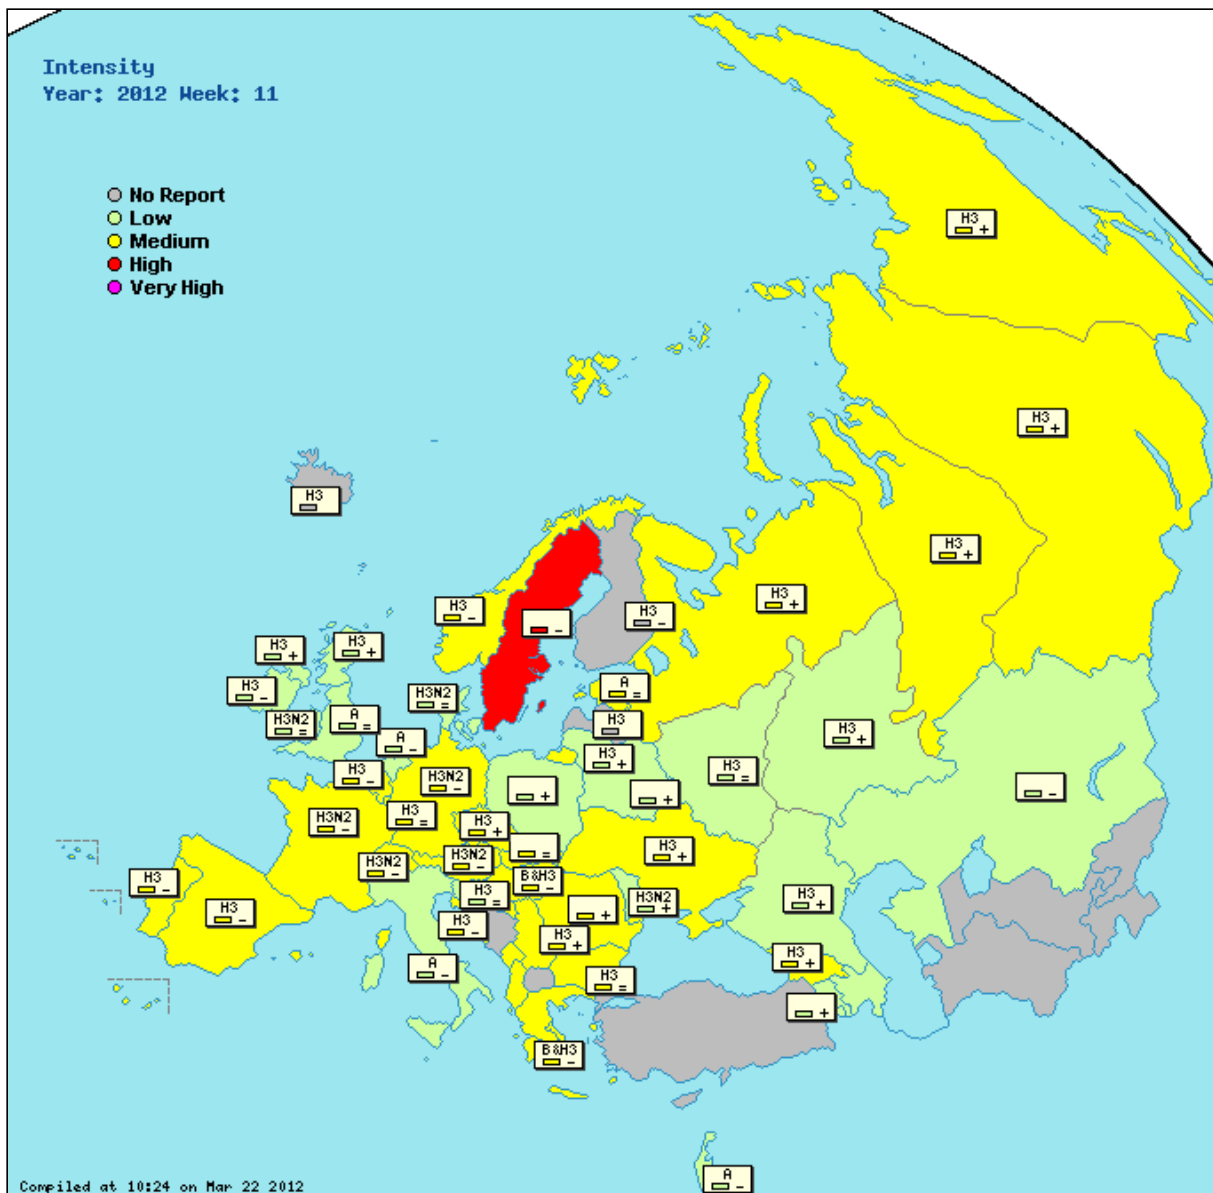 Intensity
Year: 2012 Week: 11
No Report
Low
Medium
High
Very High
H3
+
H3
+
H3
H3
+
H3
+
H3
-
H3
-
-
H3
+
H3
+
A
=
H3
-
H3N2
=
H3N2
=
A
=
H3
H3
+
A
-
H3
+
H3
=
H3
-
H3N2
-
+
+
-
H3
=
H3N2
-
H3
+
=
H3
+
H3N2
-
H3N2
-
H3
-
B&H3
-
H3
=
H3N2
+
H3
+
H3
-
+
H3
-
H3
+
A
-
H3
+
H3
=
+
B&H3
-
A
-
Compiled at 10:24 on Mar 22 2012